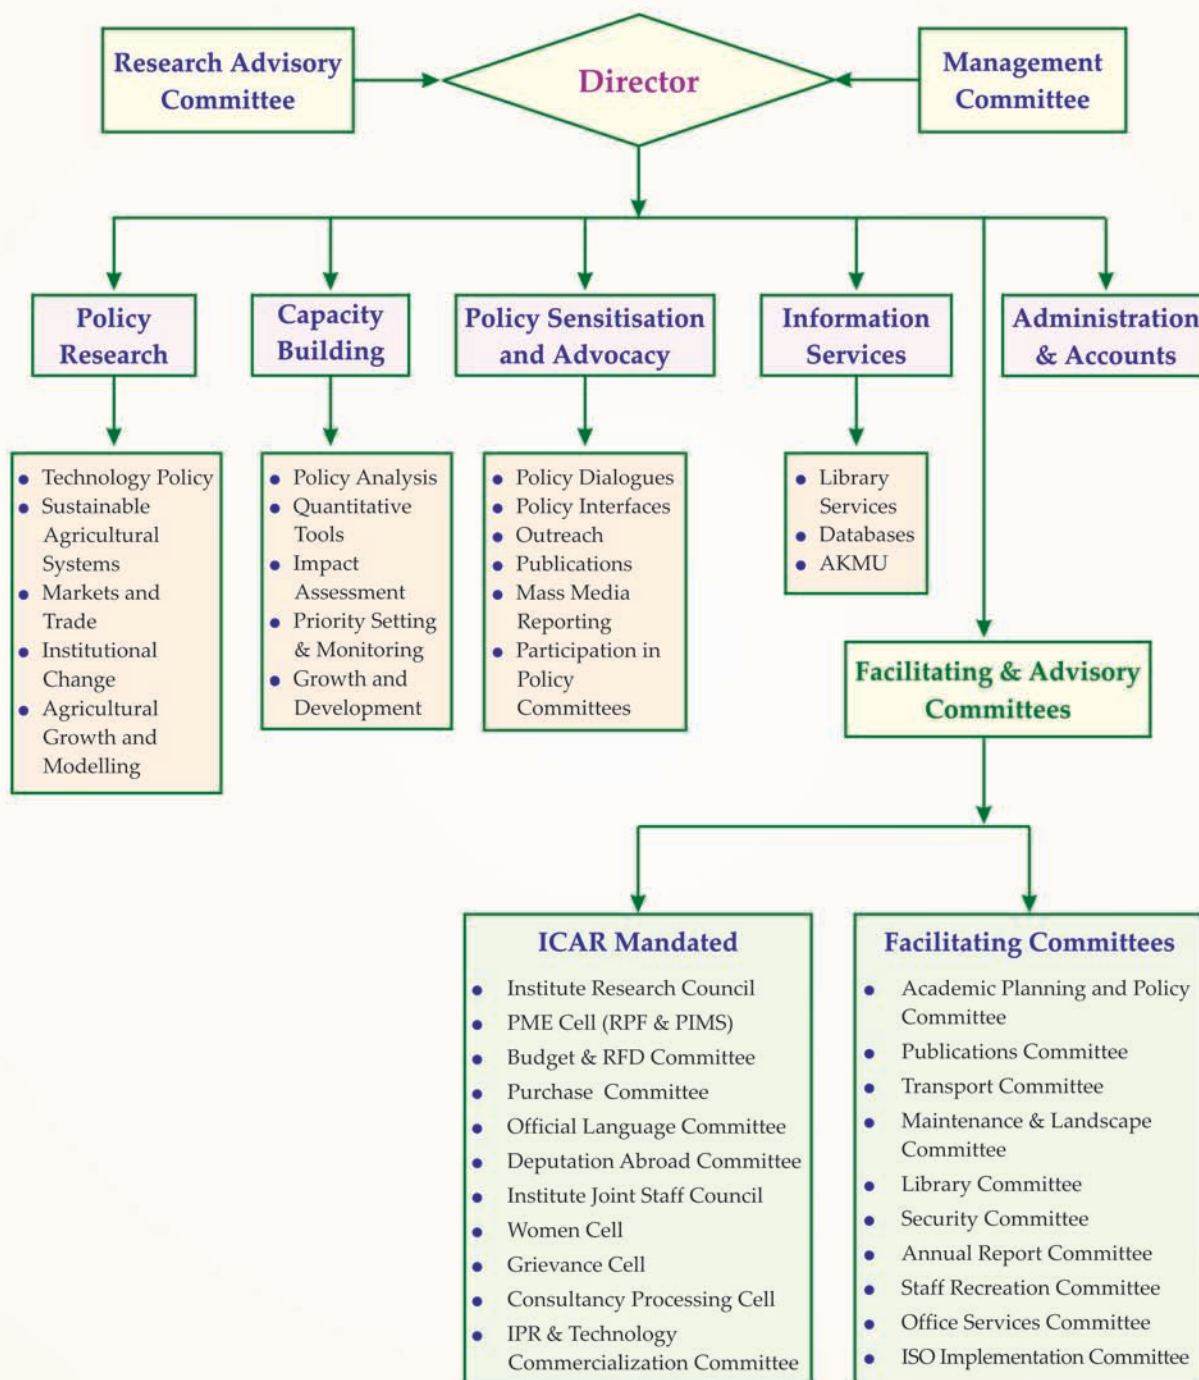 Research Advisory
Committee
Director
Management
Committee
Policy
Research
Capacity
Building
Policy Sensitisation
and Advocacy
Information
Services
Administration
& Accounts
• Technology Policy
• Sustainable
Agricultural
Systems
• Markets and
Trade
• Institutional
Change
• Agricultural
Growth and
Modelling
• Policy Analysis
• Quantitative
Tools
• Impact
Assessment
• Priority Setting
& Monitoring
• Growth and
Development
• Policy Dialogues
• Policy Interfaces
• Outreach
• Publications
• Mass Media
Reporting
• Participation in
Policy
Committees
• Library
Services
• Databases
• AKMU
Facilitating & Advisory
Committees
ICAR Mandated
• Institute Research Council
• PME Cell (RPF & PIMS)
• Budget & RFD Committee
• Purchase Committee
• Official Language Committee
• Deputation Abroad Committee
• Institute Joint Staff Council
• Women Cell
• Grievance Cell
• Consultancy Processing Cell
• IPR & Technology
Commercialization Committee
Facilitating Committees
• Academic Planning and Policy
Committee
• Publications Committee
• Transport Committee
• Maintenance & Landscape
Committee
• Library Committee
• Security Committee
• Annual Report Committee
• Staff Recreation Committee
• Office Services Committee
• ISO Implementation Committee